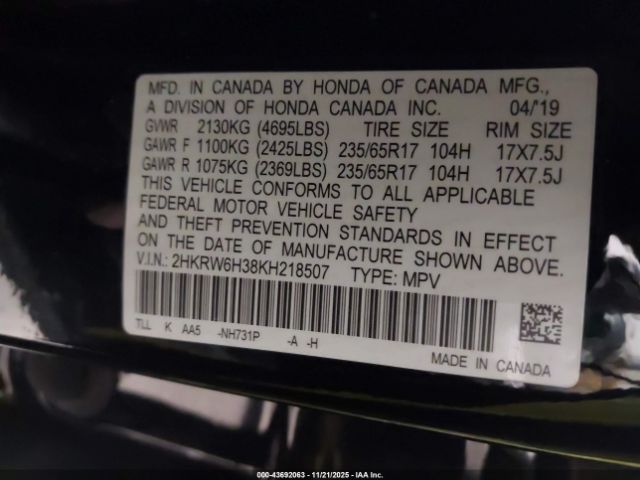 MFD. IN CANADA BY HONDA OF CANADA MFG.,
A DIVISION OF HONDA CANADA INC. 04/'19
GVWR 2130KG (4695LBS) TIRE SIZE RIM SIZE
GAWR F 1100KG (2425LBS) 235/65R17 104H 17X7.5J
GAWR R 1075KG (2369LBS) 235/65R17 104H 17X7.5J
THIS VEHICLE CONFORMS TO ALL APPLICABLE
FEDERAL MOTOR VEHICLE SAFETY
AND THEFT PREVENTION STANDARDS IN EFFECT
ON THE DATE OF MANUFACTURE SHOWN ABOVE.
V.I.N.: 2HKRW6H38KH218507 TYPE: MPV
TLL K AA5 -NH731P -A -H
MADE IN CANADA
000-43692063 - 11/21/2025 - IAA Inc.